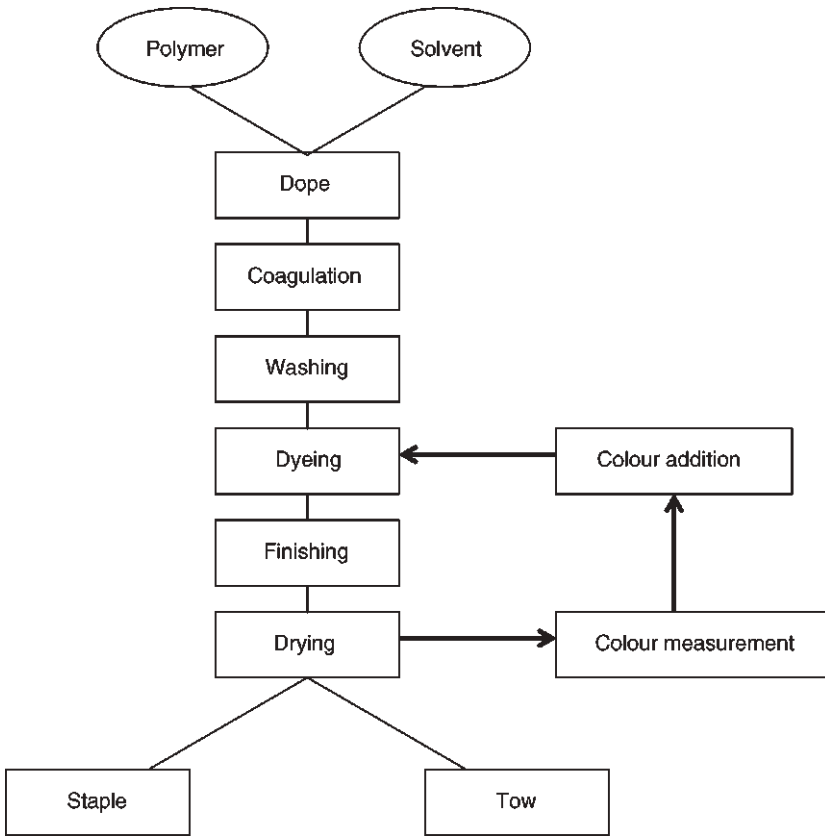 Polymer
Solvent
Dope
Coagulation
Washing
Dyeing
Colour addition
Finishing
Drying
Colour measurement
Staple
Tow